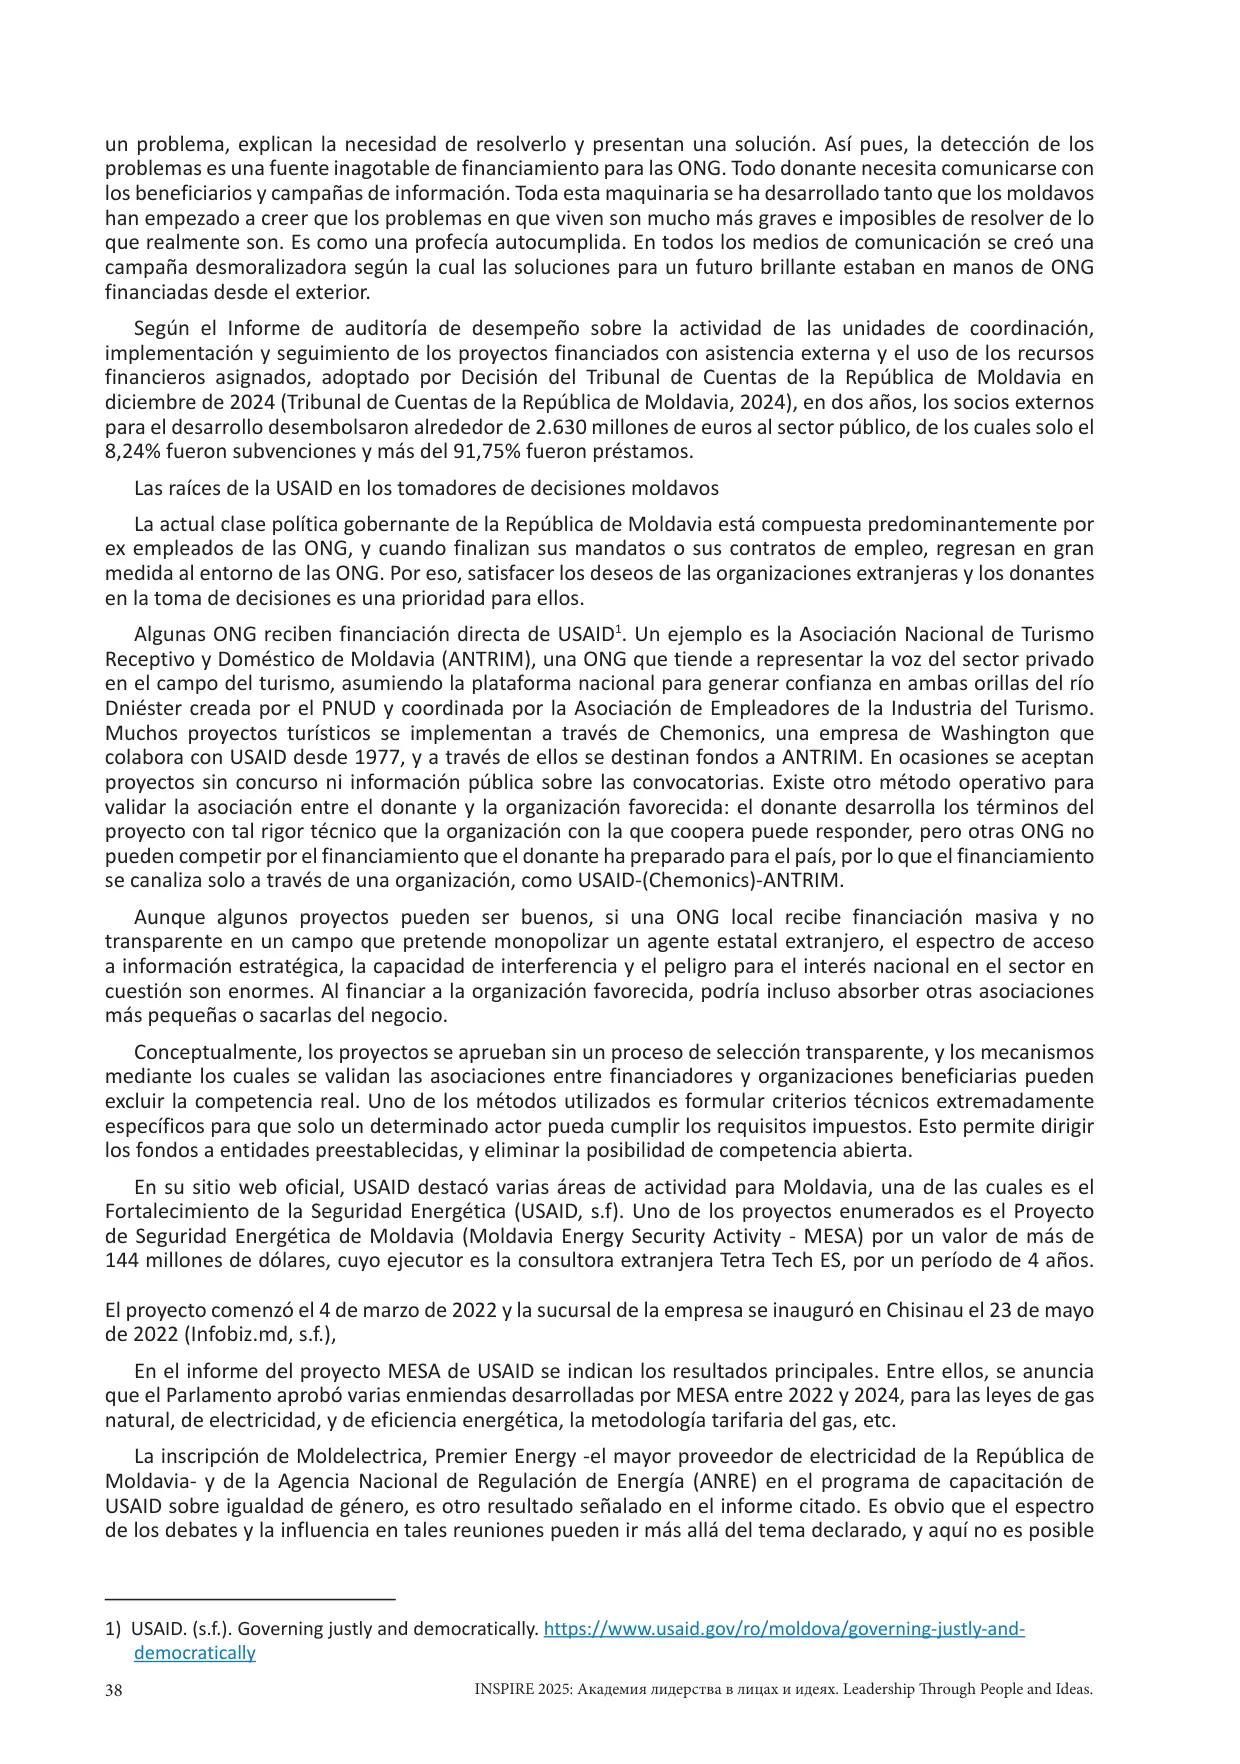 un problema, explican la necesidad de resolverlo y presentan una solución. Así pues, la detección de los
problemas es una fuente inagotable de financiamiento para las ONG. Todo donante necesita comunicarse con
los beneficiarios y campañas de información. Toda esta maquinaria se ha desarrollado tanto que los moldavos
han empezado a creer que los problemas en que viven son mucho más graves e imposibles de resolver de lo
que realmente son. Es como una profecía autocumplida. En todos los medios de comunicación se creó una
campaña desmoralizadora según la cual las soluciones para un futuro brillante estaban en manos de ONG
financiadas desde el exterior.
Según el Informe de auditoría de desempeño sobre la actividad de las unidades de coordinación,
implementación y seguimiento de los proyectos financiados con asistencia externa y el uso de los recursos
financieros asignados, adoptado por Decisión del Tribunal de Cuentas de la República de Moldavia en
diciembre de 2024 (Tribunal de Cuentas de la República de Moldavia, 2024), en dos años, los socios externos
para el desarrollo desembolsaron alrededor de 2.630 millones de euros al sector público, de los cuales solo el
8,24% fueron subvenciones y más del 91,75% fueron préstamos.
Las raíces de la USAID en los tomadores de decisiones moldavos
La actual clase política gobernante de la República de Moldavia está compuesta predominantemente por
ex empleados de las ONG, y cuando finalizan sus mandatos o sus contratos de empleo, regresan en gran
medida al entorno de las ONG. Por eso, satisfacer los deseos de las organizaciones extranjeras y los donantes
en la toma de decisiones es una prioridad para ellos.
Algunas ONG reciben financiación directa de USAID1. Un ejemplo es la Asociación Nacional de Turismo
Receptivo y Doméstico de Moldavia (ANTRIM), una ONG que tiende a representar la voz del sector privado
en el campo del turismo, asumiendo la plataforma nacional para generar confianza en ambas orillas del río
Dniéster creada por el PNUD y coordinada por la Asociación de Empleadores de la Industria del Turismo.
Muchos proyectos turísticos se implementan a través de Chemonics, una empresa de Washington que
colabora con USAID desde 1977, y a través de ellos se destinan fondos a ANTRIM. En ocasiones se aceptan
proyectos sin concurso ni información pública sobre las convocatorias. Existe otro método operativo para
validar la asociación entre el donante y la organización favorecida: el donante desarrolla los términos del
proyecto con tal rigor técnico que la organización con la que coopera puede responder, pero otras ONG no
pueden competir por el financiamiento que el donante ha preparado para el país, por lo que el financiamiento
se canaliza solo a través de una organización, como USAID-(Chemonics)-ANTRIM.
Aunque algunos proyectos pueden ser buenos, si una ONG local recibe financiación masiva y no
transparente en un campo que pretende monopolizar un agente estatal extranjero, el espectro de acceso
a información estratégica, la capacidad de interferencia y el peligro para el interés nacional en el sector en
cuestión son enormes. Al financiar a la organización favorecida, podría incluso absorber otras asociaciones
más pequeñas o sacarlas del negocio.
Conceptualmente, los proyectos se aprueban sin un proceso de selección transparente, y los mecanismos
mediante los cuales se validan las asociaciones entre financiadores y organizaciones beneficiarias pueden
excluir la competencia real. Uno de los métodos utilizados es formular criterios técnicos extremadamente
específicos para que solo un determinado actor pueda cumplir los requisitos impuestos. Esto permite dirigir
los fondos a entidades preestablecidas, y eliminar la posibilidad de competencia abierta.
En su sitio web oficial, USAID destacó varias áreas de actividad para Moldavia, una de las cuales es el
Fortalecimiento de la Seguridad Energética (USAID, s.f). Uno de los proyectos enumerados es el Proyecto
de Seguridad Energética de Moldavia (Moldavia Energy Security Activity - MESA) por un valor de más de
144 millones de dólares, cuyo ejecutor es la consultora extranjera Tetra Tech ES, por un período de 4 años.
El proyecto comenzó el 4 de marzo de 2022 y la sucursal de la empresa se inauguró en Chisinau el 23 de mayo
de 2022 (Infobiz.md, s.f.),
En el informe del proyecto MESA de USAID se indican los resultados principales. Entre ellos, se anuncia
que el Parlamento aprobó varias enmiendas desarrolladas por MESA entre 2022 y 2024, para las leyes de gas
natural, de electricidad, y de eficiencia energética, la metodología tarifaria del gas, etc.
La inscripción de Moldelectrica, Premier Energy -el mayor proveedor de electricidad de la República de
Moldavia- y de la Agencia Nacional de Regulación de Energía (ANRE) en el programa de capacitación de
USAID sobre igualdad de género, es otro resultado señalado en el informe citado. Es obvio que el espectro
de los debates y la influencia en tales reuniones pueden ir más allá del tema declarado, y aquí no es posible
1) USAID. (s.f.). Governing justly and democratically. https://www.usaid.gov/ro/moldova/governing-justly-and-
democratically
38 INSPIRE 2025: Академия лидерства в лицах и идеях. Leadership Through People and Ideas.